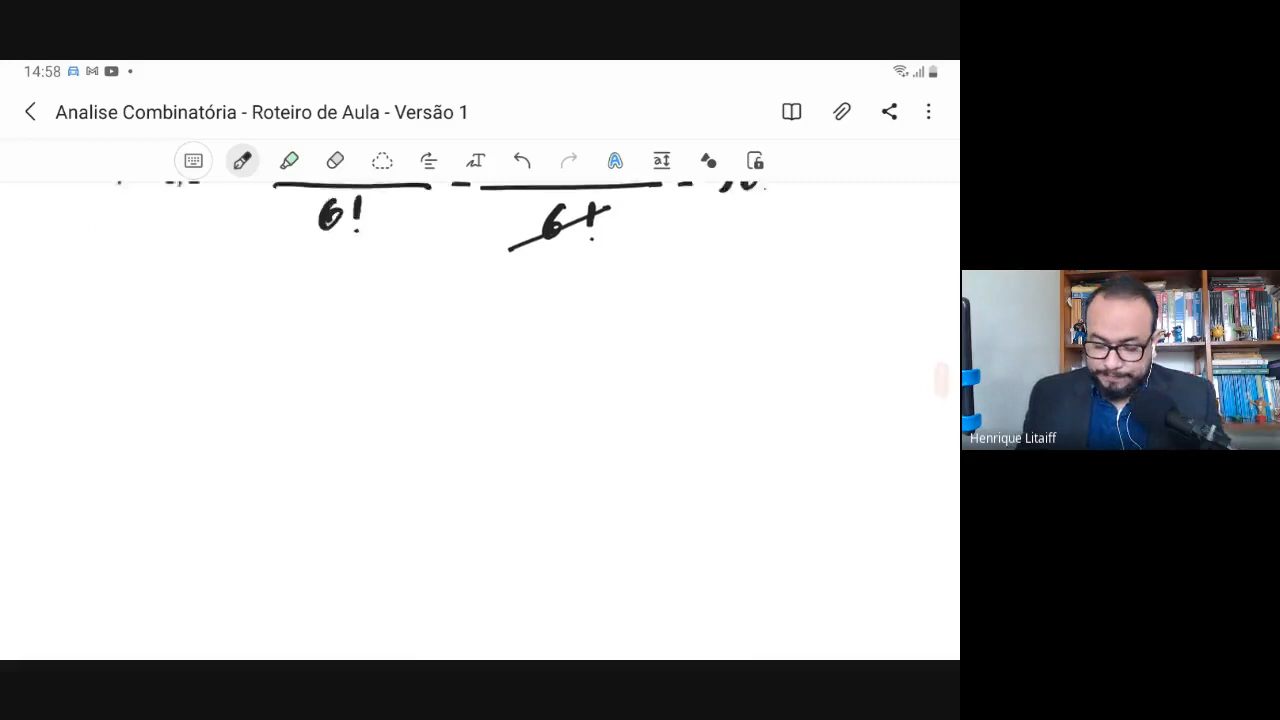 14:58
Analise Combinatória - Roteiro de Aula - Versão 1
6! 6!
Henrique Litaiff